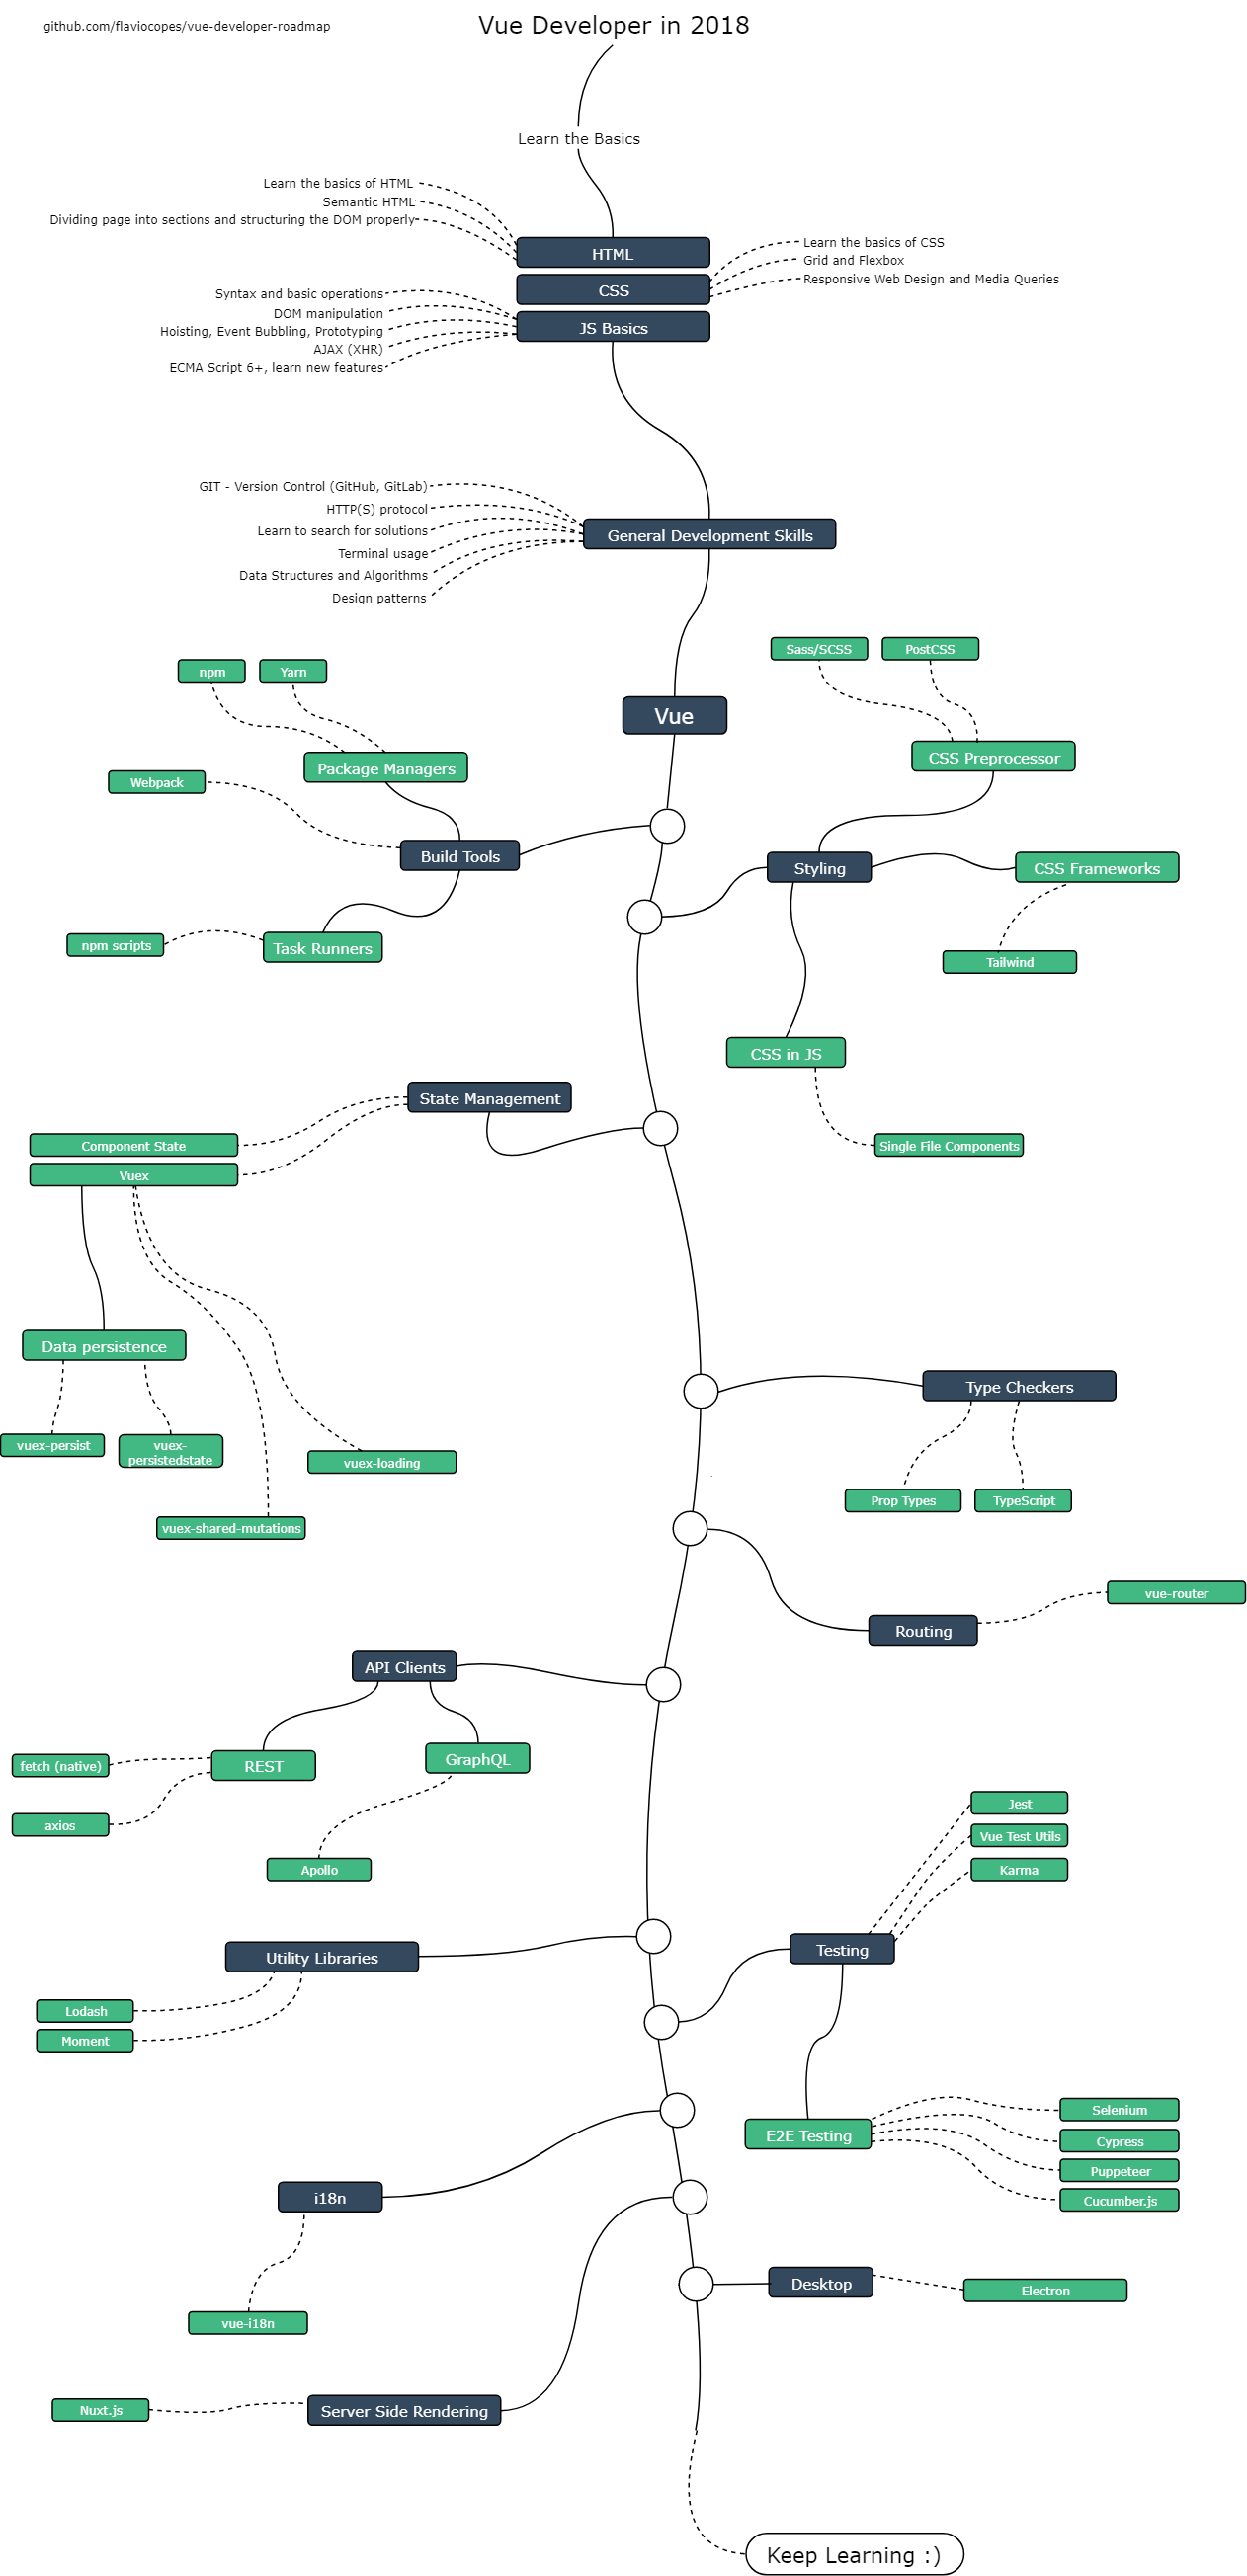 github.com/flaviocopes/vue-developer-roadmap
Vue Developer in 2018
Learn the Basics
Learn the basics of HTML
Semantic HTML
Dividing page into sections and structuring the DOM properly
HTML
Learn the basics of CSS
Grid and Flexbox
Responsive Web Design and Media Queries
CSS
Syntax and basic operations
DOM manipulation
Hoisting, Event Bubbling, Prototyping
AJAX (XHR)
ECMA Script 6+, learn new features
JS Basics
GIT - Version Control (GitHub, GitLab)
HTTP(S) protocol
Learn to search for solutions
Terminal usage
Data Structures and Algorithms
Design patterns
General Development Skills
Vue
npm
Yarn
Package Managers
Webpack
Build Tools
npm scripts
Task Runners
Sass/SCSS
PostCSS
CSS Preprocessor
Styling
CSS Frameworks
Tailwind
CSS in JS
Single File Components
State Management
Component State
Vuex
Data persistence
vuex-persist
vuex-
persistedstate
vuex-loading
vuex-shared-mutations
Type Checkers
Prop Types
TypeScript
vue-router
Routing
API Clients
REST
GraphQL
fetch (native)
axios
Apollo
Jest
Vue Test Utils
Karma
Testing
Utility Libraries
Lodash
Moment
E2E Testing
Selenium
Cypress
Puppeteer
Cucumber.js
i18n
vue-i18n
Desktop
Electron
Server Side Rendering
Nuxt.js
Keep Learning :)